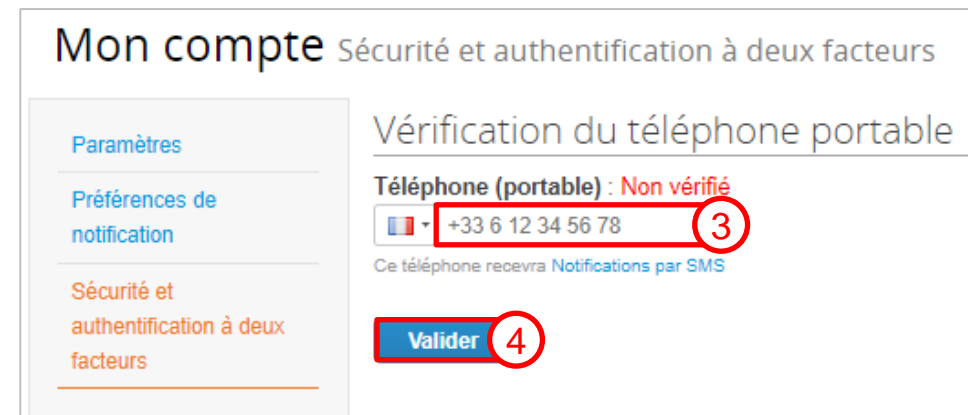 Mon compte Sécurité et authentification à deux facteurs
Paramètres
Préférences de
notification
Sécurité et
authentification à deux
facteurs
Vérification du téléphone portable
Téléphone (portable) : Non vérifié
+33 6 12 34 56 78
3
Ce téléphone recevra Notifications par SMS
Valider
4